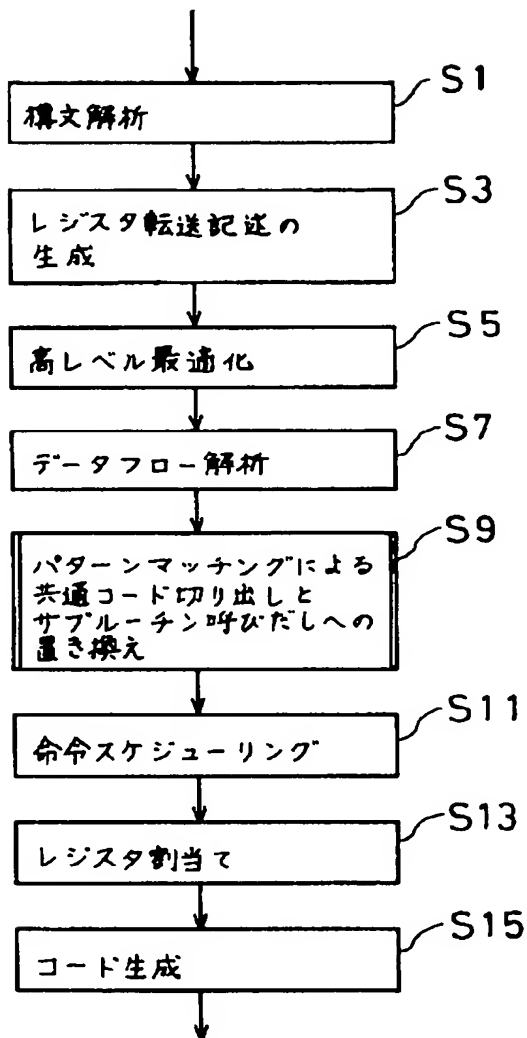 S1
構文解析
S3
レジスタ転送記述の
生成
S5
高レベル最適化
S7
データフロー解析
S9
パターンマッチングによる
共通コード切り出しと
サブルーチン呼びだしへの
置き換え
S11
命令スケジューリング
S13
レジスタ割当て
S15
コード生成